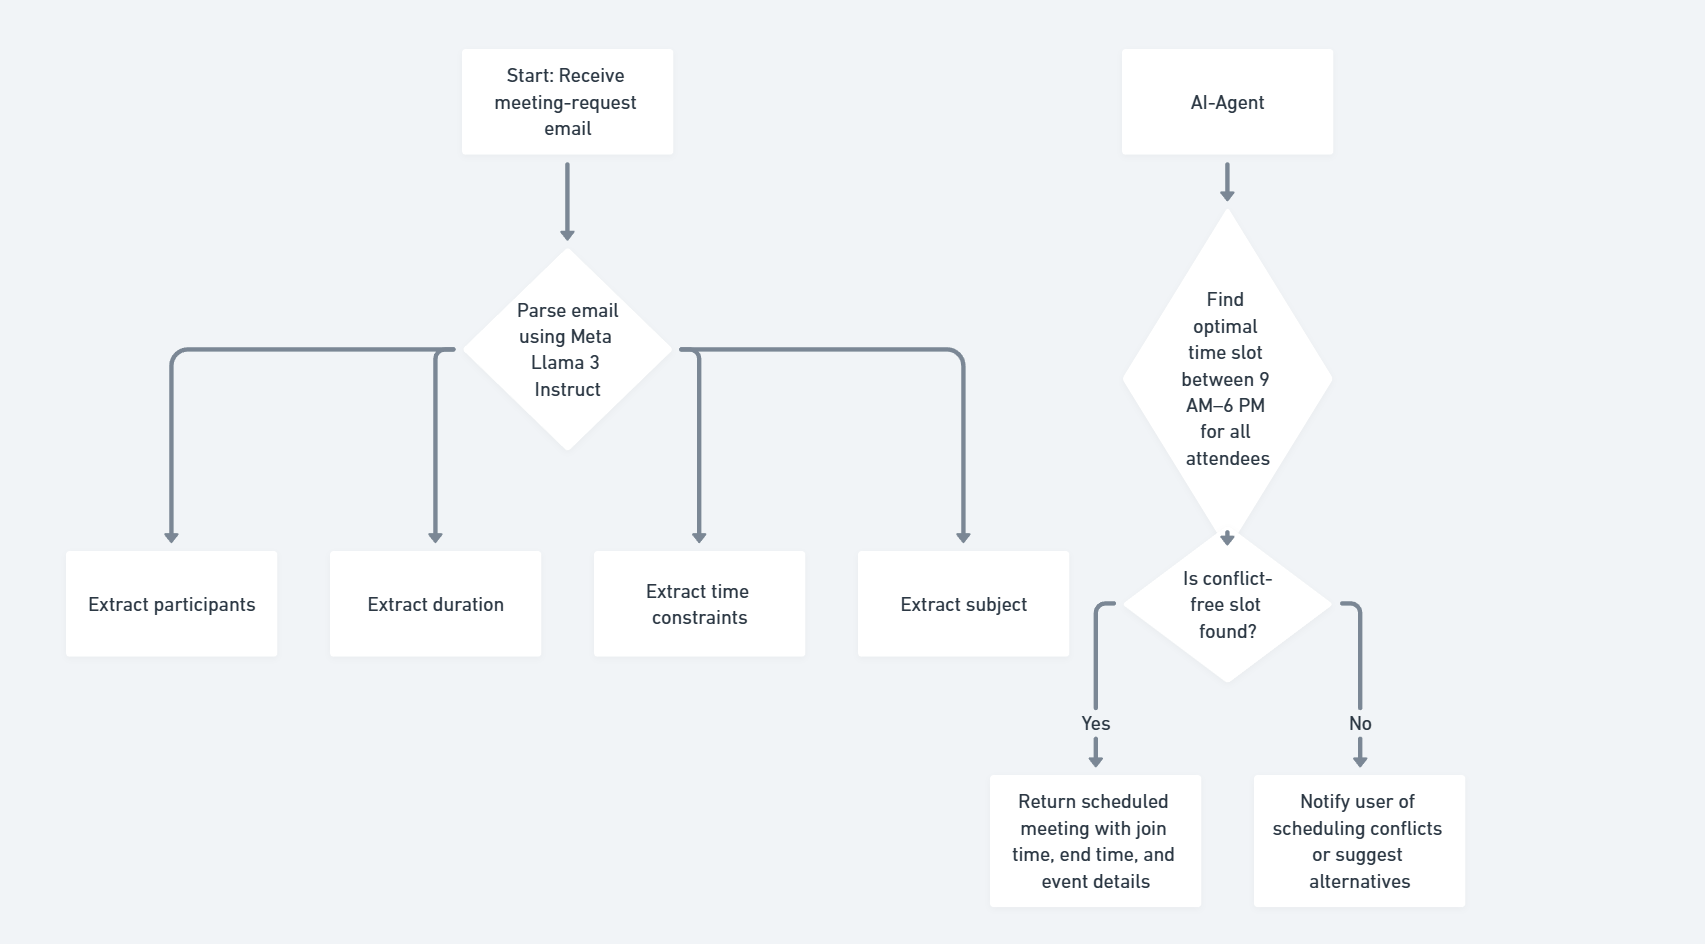 Start: Receive
meeting-request
email
AI-Agent
Parse email
using Meta
Llama 3
Instruct
Find
optimal
time slot
between 9
AM–6 PM
for all
attendees
Extract participants
Extract duration
Extract time
constraints
Extract subject
Is conflict-
free slot
found?
Yes
No
Return scheduled
meeting with join
time, end time, and
event details
Notify user of
scheduling conflicts
or suggest
alternatives